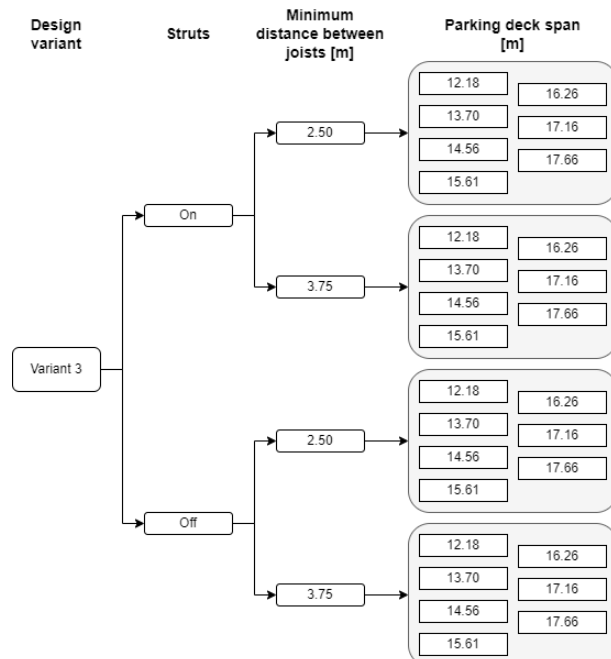 Design
variant
Struts
Minimum
distance between
joists [m]
Parking deck span
[m]
Variant 3
On
2.50
12.18
13.70
14.56
15.61
16.26
17.16
17.66
3.75
12.18
13.70
14.56
15.61
16.26
17.16
17.66
Off
2.50
12.18
13.70
14.56
15.61
16.26
17.16
17.66
3.75
12.18
13.70
14.56
15.61
16.26
17.16
17.66